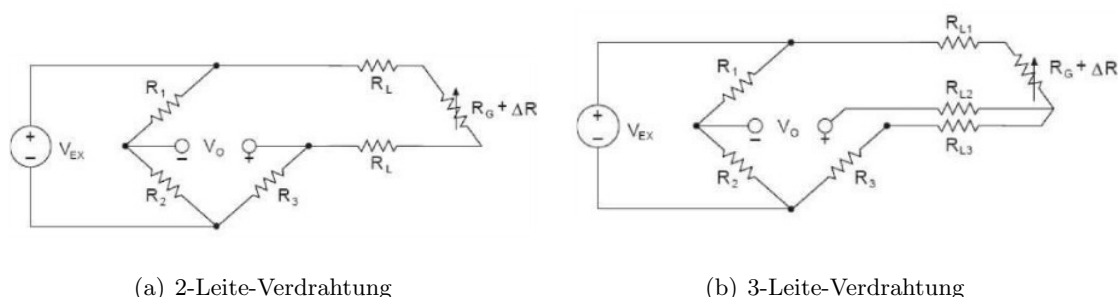 R1
RL
RG + ΔR
VEX
VO
+
−
R2
R3
RL
(a) 2-Leite-Verdrahtung
RL1
R1
RG + ΔR
RL2
VEX
VO
+
−
R2
R3
RL3
(b) 3-Leite-Verdrahtung